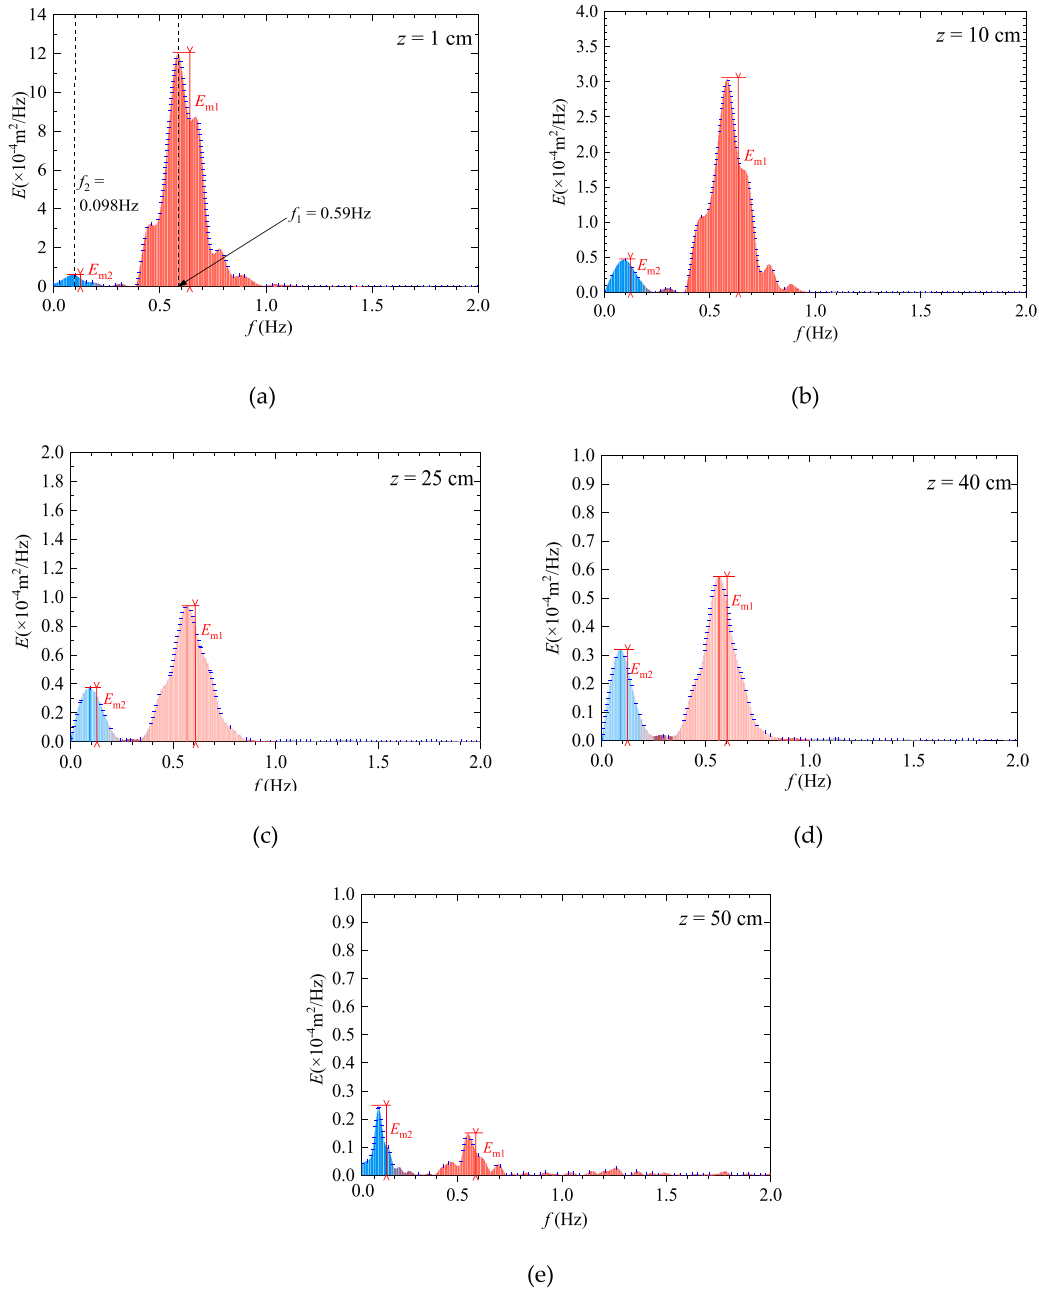 z = 1 cm
14
12
10
8
6
4
2
0
E(×10⁻⁴m²/Hz)
f₂ =
0.098Hz
E_m1
f₁ = 0.59Hz
E_m2
0.0 0.5 1.0 1.5 2.0
f (Hz)
(a)
z = 10 cm
4.0
3.5
3.0
2.5
2.0
1.5
1.0
0.5
0.0
E(×10⁻⁴m²/Hz)
E_m1
E_m2
0.0 0.5 1.0 1.5 2.0
f (Hz)
(b)
z = 25 cm
2.0
1.8
1.6
1.4
1.2
1.0
0.8
0.6
0.4
0.2
0.0
E(×10⁻⁴m²/Hz)
E_m1
E_m2
0.0 0.5 1.0 1.5 2.0
f (Hz)
(c)
z = 40 cm
1.0
0.9
0.8
0.7
0.6
0.5
0.4
0.3
0.2
0.1
0.0
E(×10⁻⁴m²/Hz)
E_m1
E_m2
0.0 0.5 1.0 1.5 2.0
f (Hz)
(d)
z = 50 cm
1.0
0.9
0.8
0.7
0.6
0.5
0.4
0.3
0.2
0.1
0.0
E(×10⁻⁴m²/Hz)
E_m2
E_m1
0.0 0.5 1.0 1.5 2.0
f (Hz)
(e)